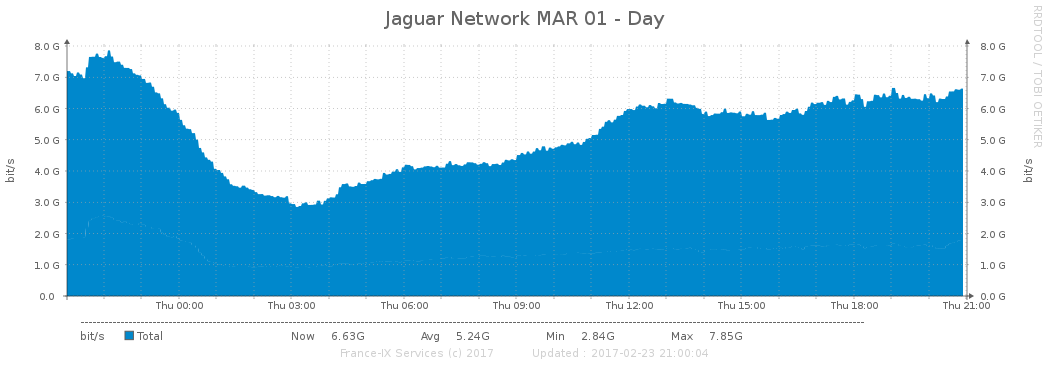 Jaguar Network MAR 01 - Day
RRDTOOL / TOBI OETIKER
bit/s
8.0 G 8.0 G
7.0 G 7.0 G
6.0 G 6.0 G
5.0 G 5.0 G
4.0 G 4.0 G
3.0 G 3.0 G
2.0 G 2.0 G
1.0 G 1.0 G
0.0 0.0 G
bit/s
Thu 00:00 Thu 03:00 Thu 06:00 Thu 09:00 Thu 12:00 Thu 15:00 Thu 18:00 Thu 21:00
bit/s Total Now 6.63G Avg 5.24G Min 2.84G Max 7.85G
France-IX Services (c) 2017 Updated : 2017-02-23 21:00:04